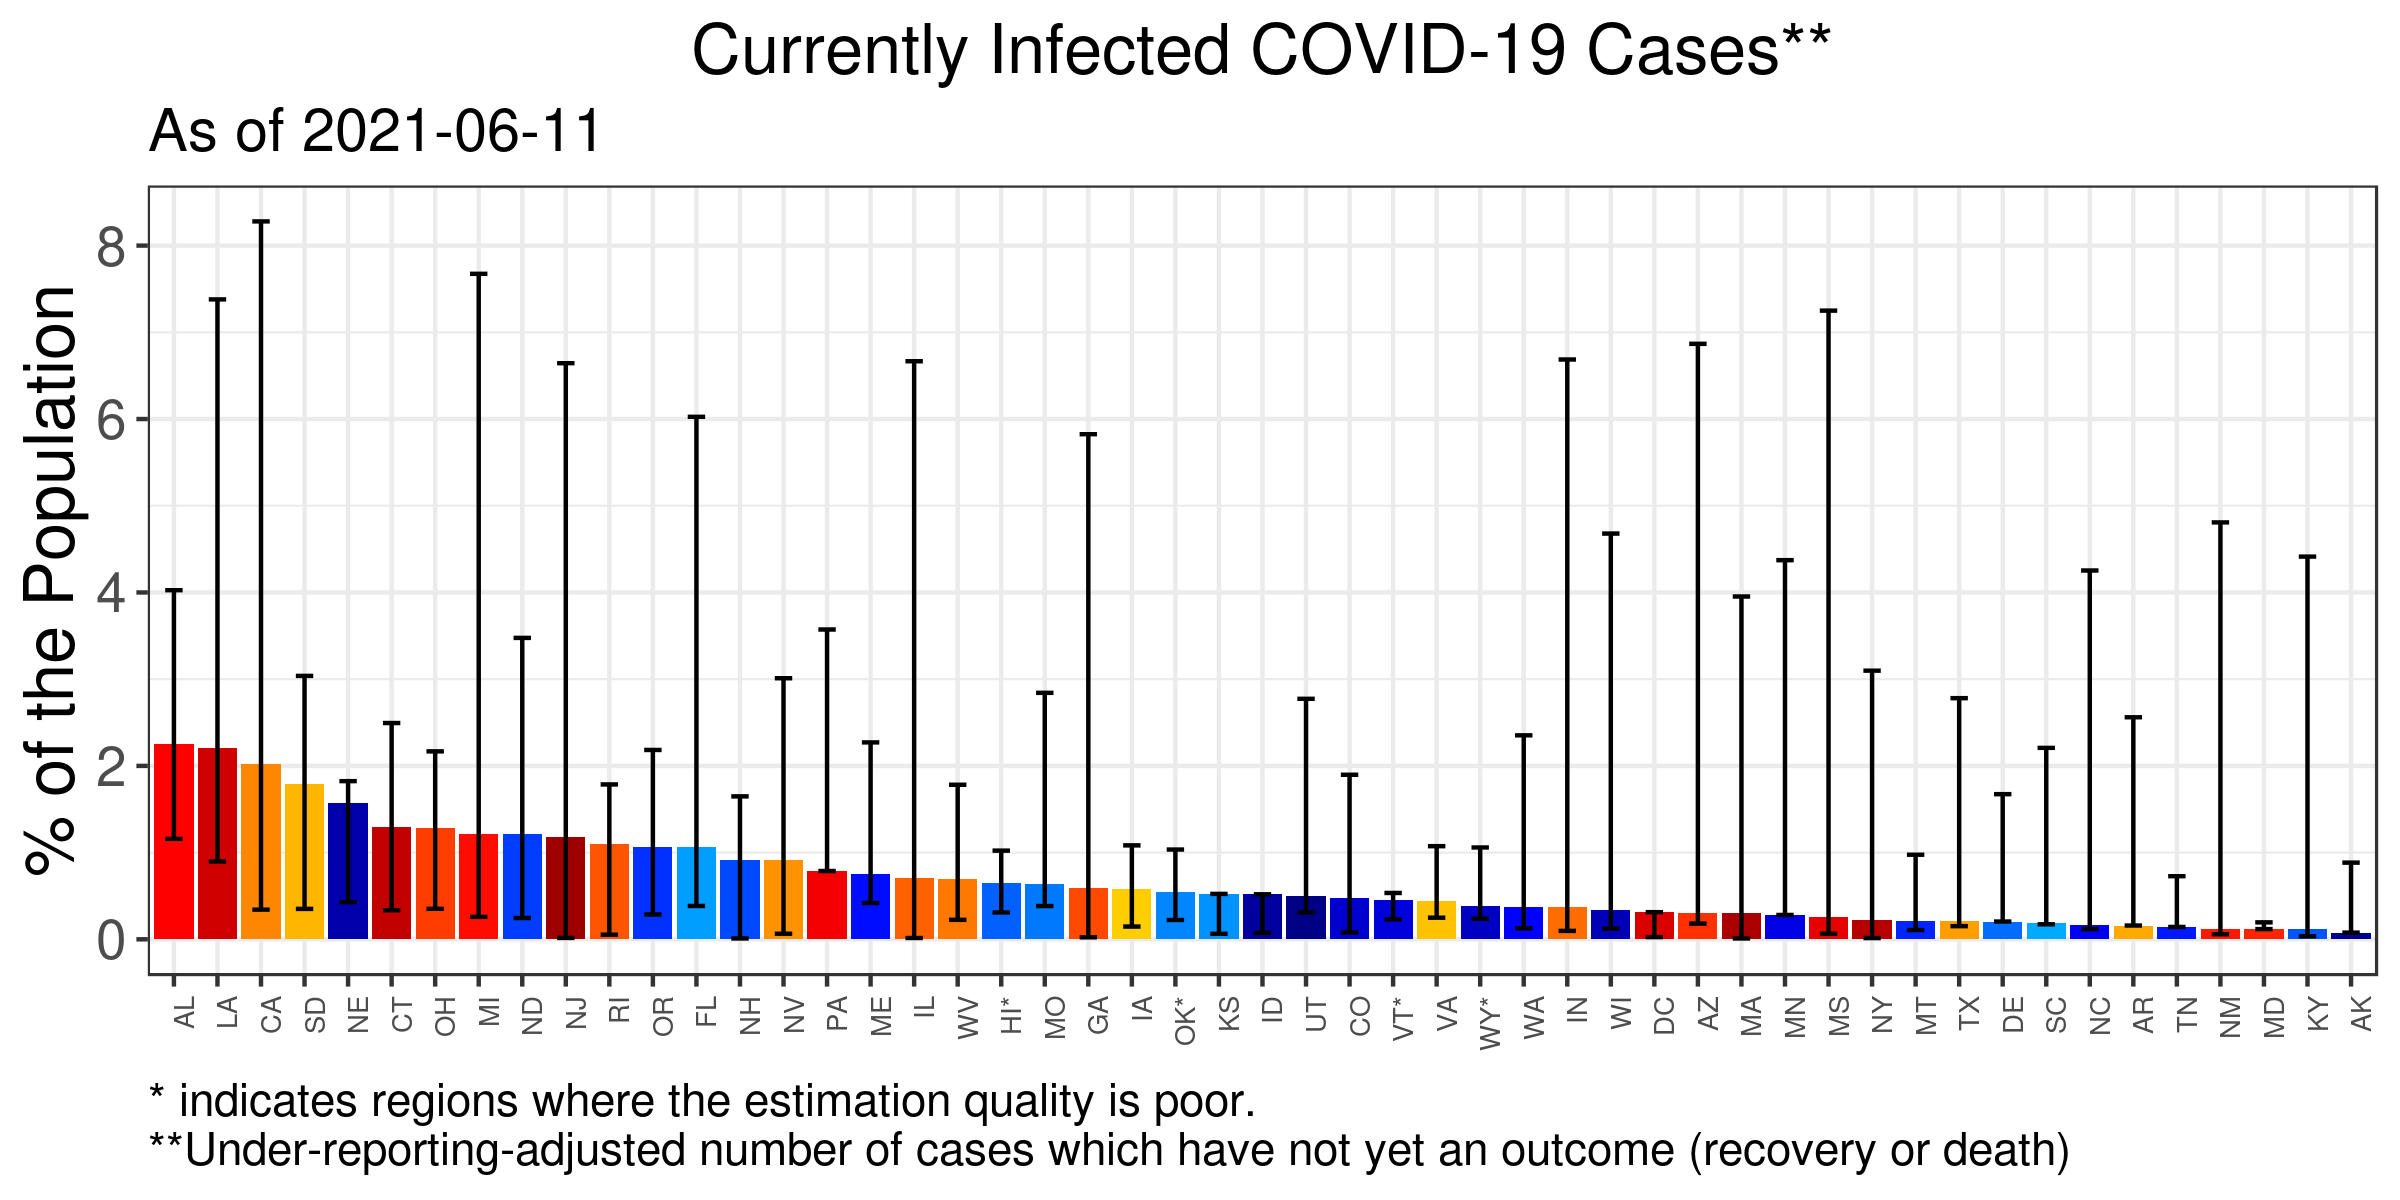 Currently Infected COVID-19 Cases**
As of 2021-06-11
% of the Population
8
6
4
2
0
AL LA CA SD NE CT OH MI ND NJ RI OR FL NH NV PA ME IL WV HI* MO GA IA OK* KS ID UT CO VT* VA WY* WA IN WI DC AZ MA MN MS NY MT TX DE SC NC AR TN NM MD KY AK
* indicates regions where the estimation quality is poor.
**Under-reporting-adjusted number of cases which have not yet an outcome (recovery or death)